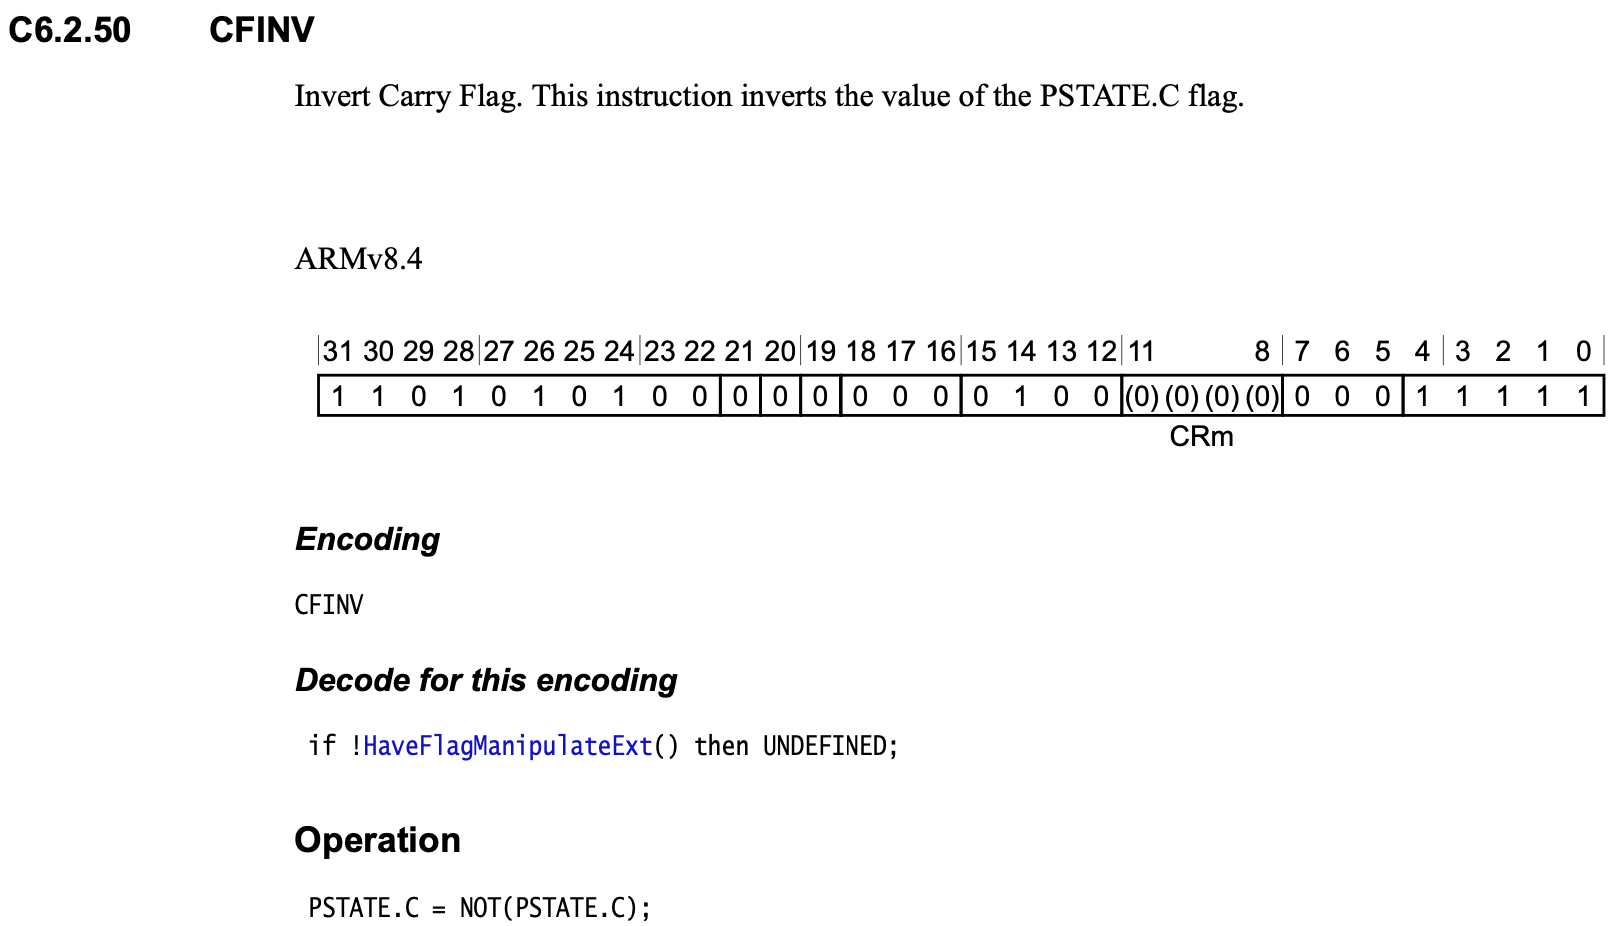 C6.2.50 CFINV
Invert Carry Flag. This instruction inverts the value of the PSTATE.C flag.
ARMv8.4
31 30 29 28 27 26 25 24 23 22 21 20 19 18 17 16 15 14 13 12 11 8 7 6 5 4 3 2 1 0
1 1 0 1 0 1 0 1 0 0 0 0 0 0 0 0 0 1 0 0 (0) (0) (0) (0) 0 0 0 1 1 1 1 1
CRm
Encoding
CFINV
Decode for this encoding
if !HaveFlagManipulateExt() then UNDEFINED;
Operation
PSTATE.C = NOT(PSTATE.C);